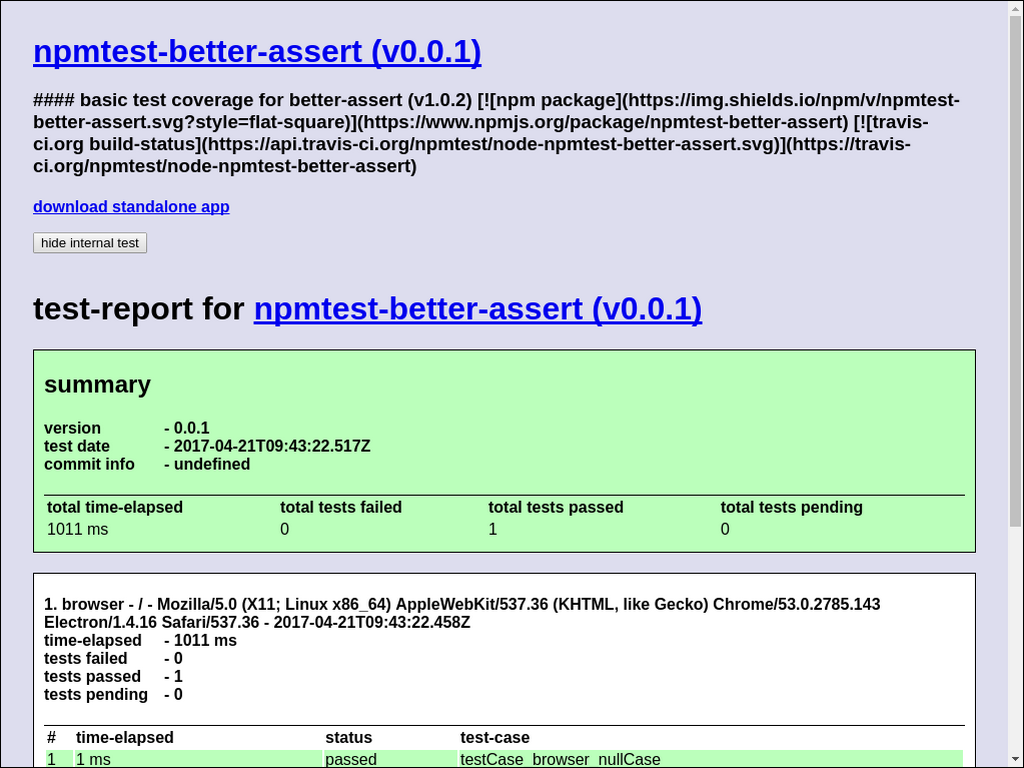 npmtest-better-assert (v0.0.1)
#### basic test coverage for better-assert (v1.0.2) [![npm package](https://img.shields.io/npm/v/npmtest-
better-assert.svg?style=flat-square)](https://www.npmjs.org/package/npmtest-better-assert) [![travis-
ci.org build-status](https://api.travis-ci.org/npmtest/node-npmtest-better-assert.svg)](https://travis-
ci.org/npmtest/node-npmtest-better-assert)
download standalone app
hide internal test
test-report for npmtest-better-assert (v0.0.1)
summary
version - 0.0.1
test date - 2017-04-21T09:43:22.517Z
commit info - undefined
total time-elapsed total tests failed total tests passed total tests pending
1011 ms 0 1 0
1. browser - / - Mozilla/5.0 (X11; Linux x86_64) AppleWebKit/537.36 (KHTML, like Gecko) Chrome/53.0.2785.143
Electron/1.4.16 Safari/537.36 - 2017-04-21T09:43:22.458Z
time-elapsed - 1011 ms
tests failed - 0
tests passed - 1
tests pending - 0
# time-elapsed status test-case
1 1 ms passed testCase_browser_nullCase